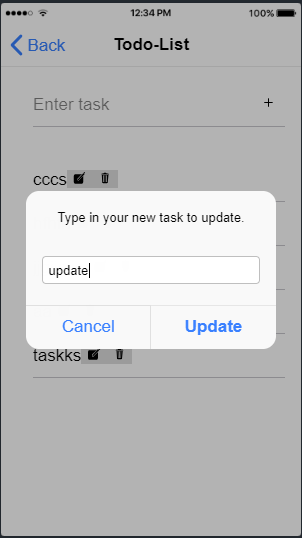 12:34 PM 100%
Back Todo-List
Enter task +
cccs
Type in your new task to update.
update
Cancel Update
taskks